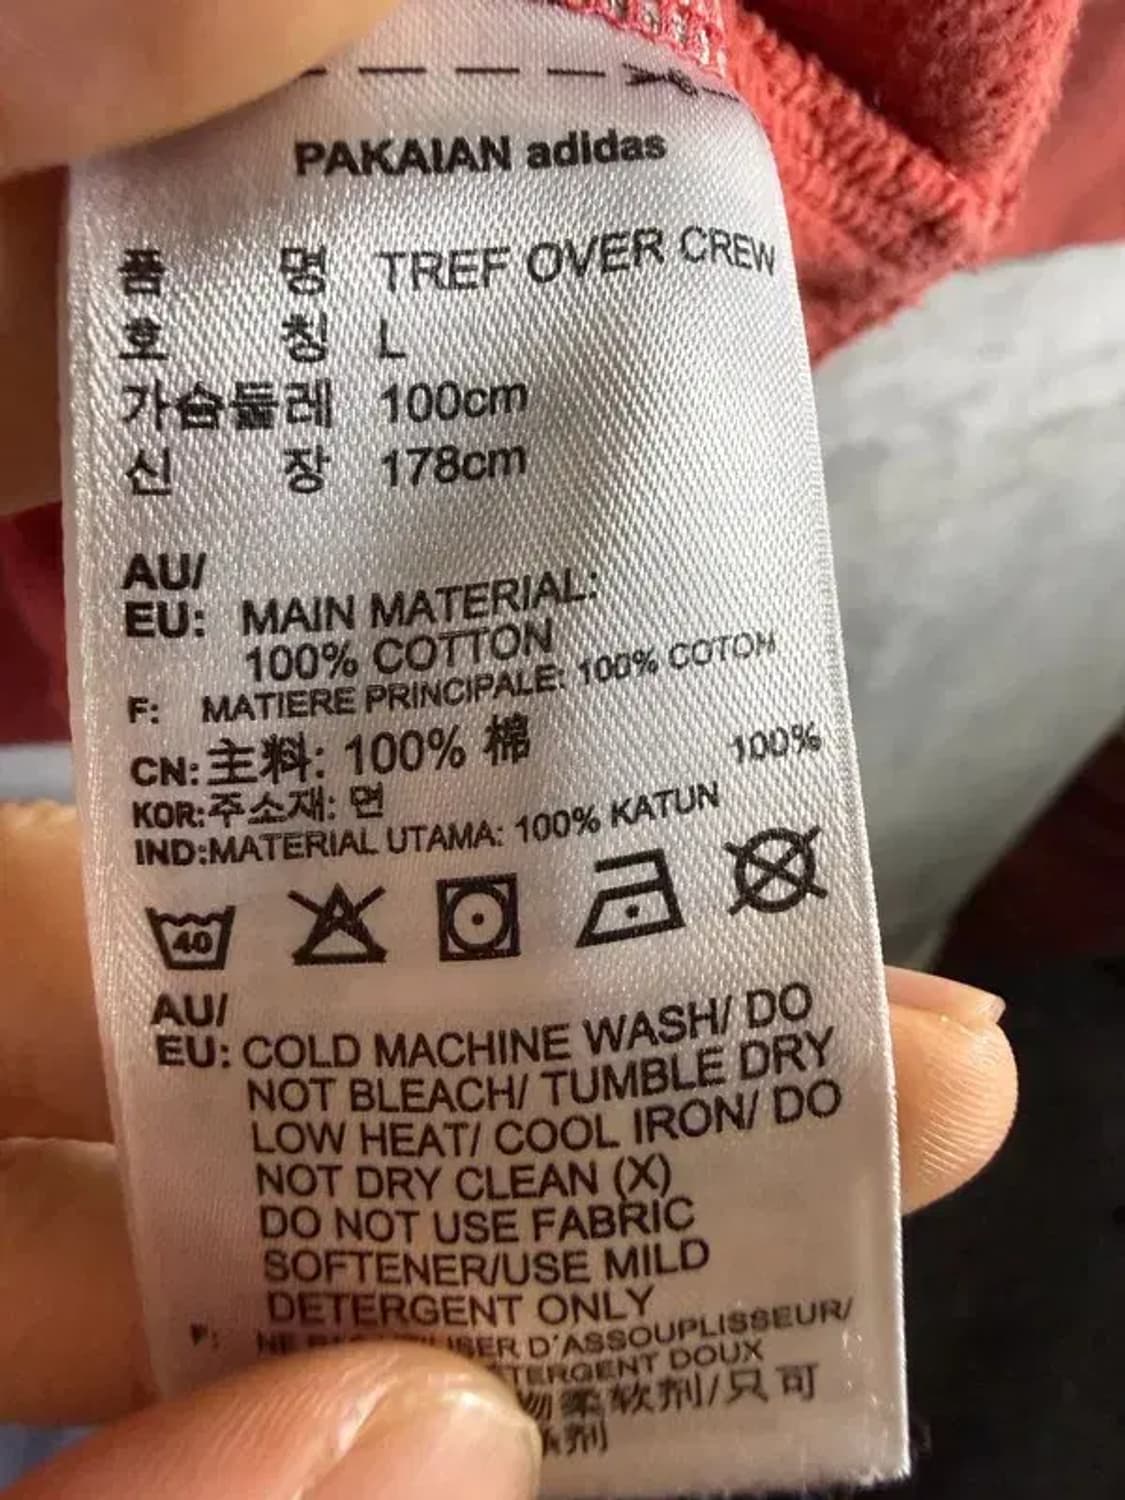 PAKAIAN adidas
품 명 TREF OVER CREW
호 칭 L
가슴둘레 100cm
신 장 178cm
AU/
EU: MAIN MATERIAL:
100% COTTON
F: MATIERE PRINCIPALE: 100% COTOH
CN: 主料: 100% 棉
100%
KOR:주소재: 면
IND:MATERIAL UTAMA: 100% KATUN
40
AU/
EU: COLD MACHINE WASH/ DO
NOT BLEACH/ TUMBLE DRY
LOW HEAT/ COOL IRON/ DO
NOT DRY CLEAN (X)
DO NOT USE FABRIC
SOFTENER/USE MILD
DETERGENT ONLY
F: NE D'ASSOUPLISSEUR/
DOUX
柔软剂/只可